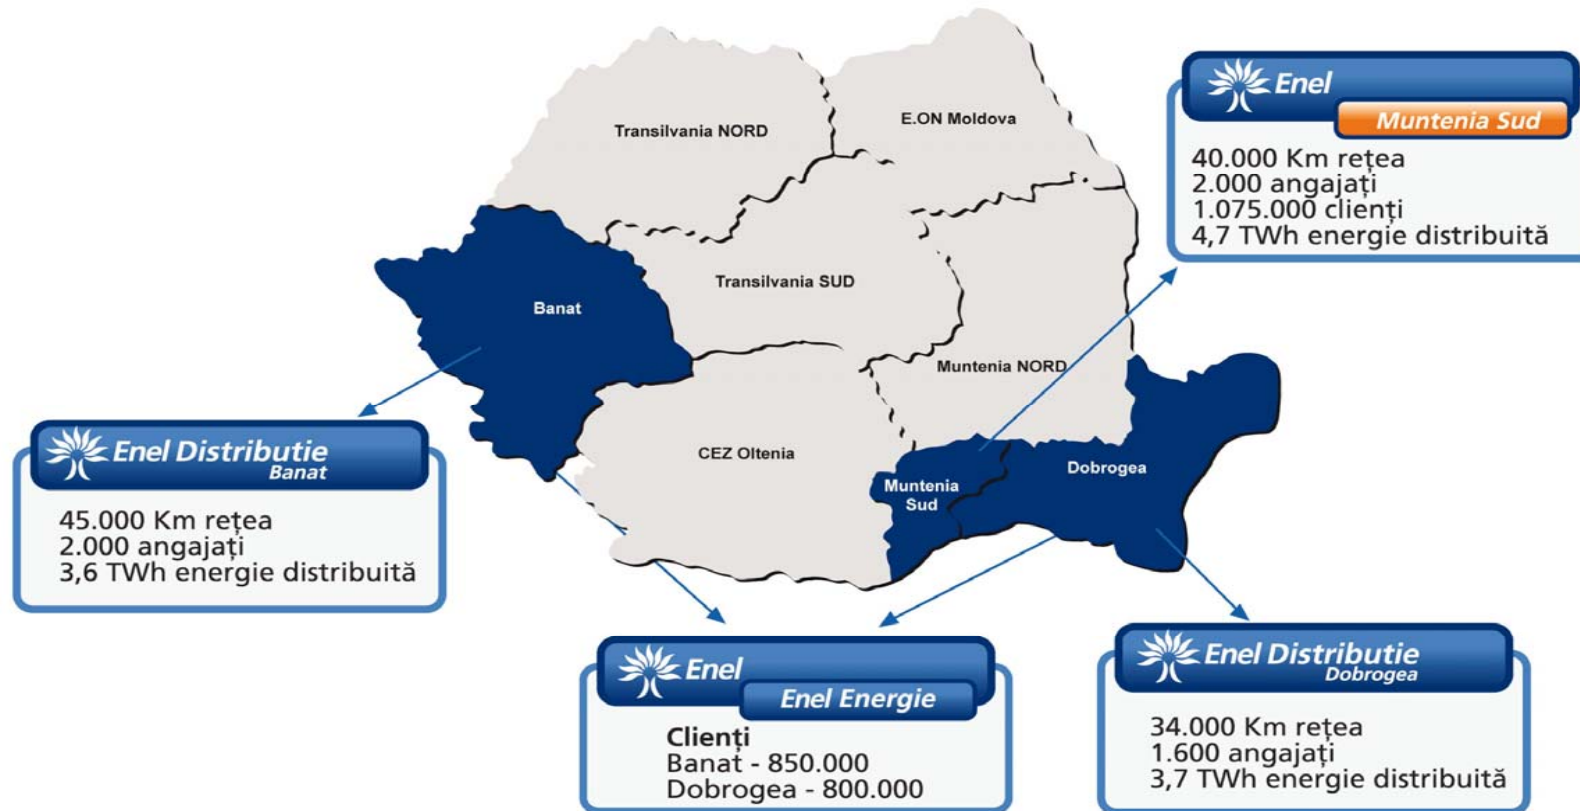 Transilvania NORD
E.ON Moldova
Banat
Transilvania SUD
Muntenia NORD
CEZ Oltenia
Muntenia
Sud
Dobrogea
Enel
Muntenia Sud
40.000 Km rețea
2.000 angajați
1.075.000 clienți
4,7 TWh energie distribuită
Enel Distributie
Banat
45.000 Km rețea
2.000 angajați
3,6 TWh energie distribuită
Enel
Enel Energie
Clienți
Banat - 850.000
Dobrogea - 800.000
Enel Distributie
Dobrogea
34.000 Km rețea
1.600 angajați
3,7 TWh energie distribuită